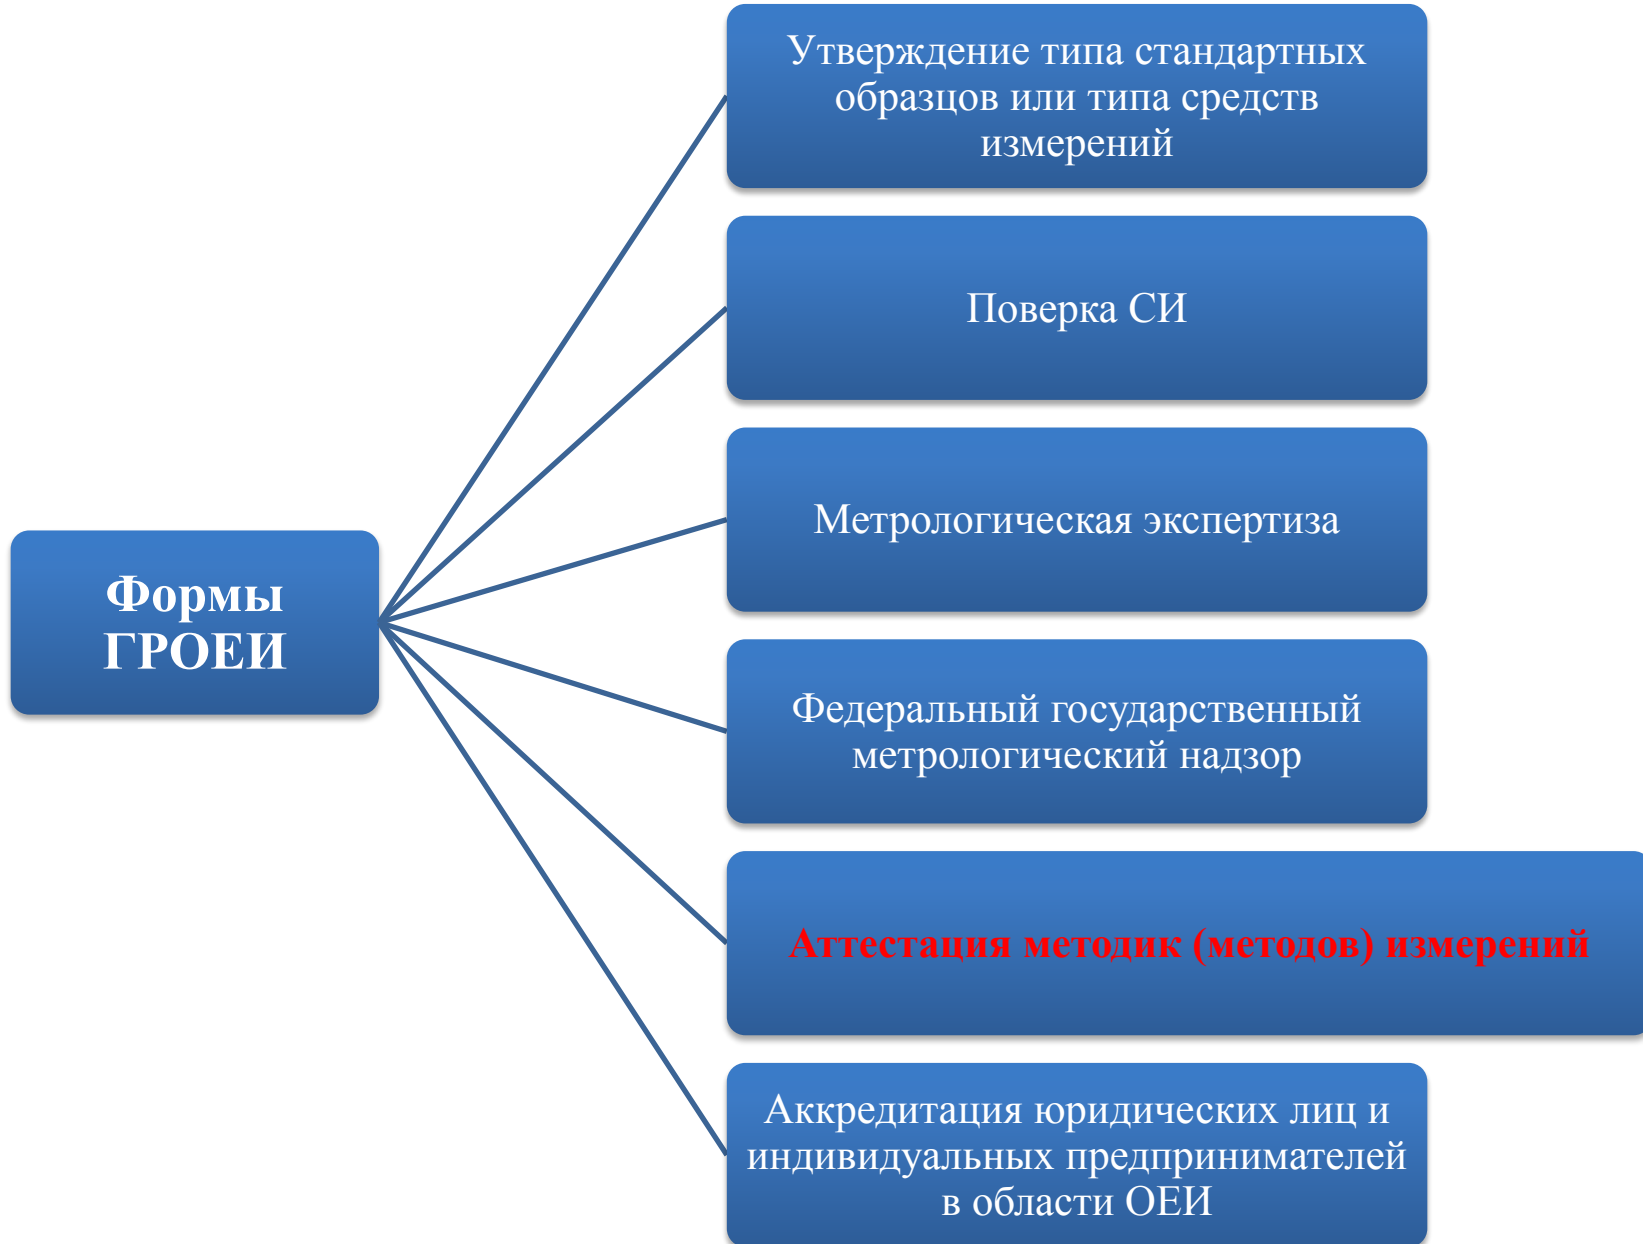 Утверждение типа стандартных
образцов или типа средств
измерений
Поверка СИ
Метрологическая экспертиза
Формы
ГРОЕИ
Федеральный государственный
метрологический надзор
Аттестация методик (методов) измерений
Аккредитация юридических лиц и
индивидуальных предпринимателей
в области ОЕИ